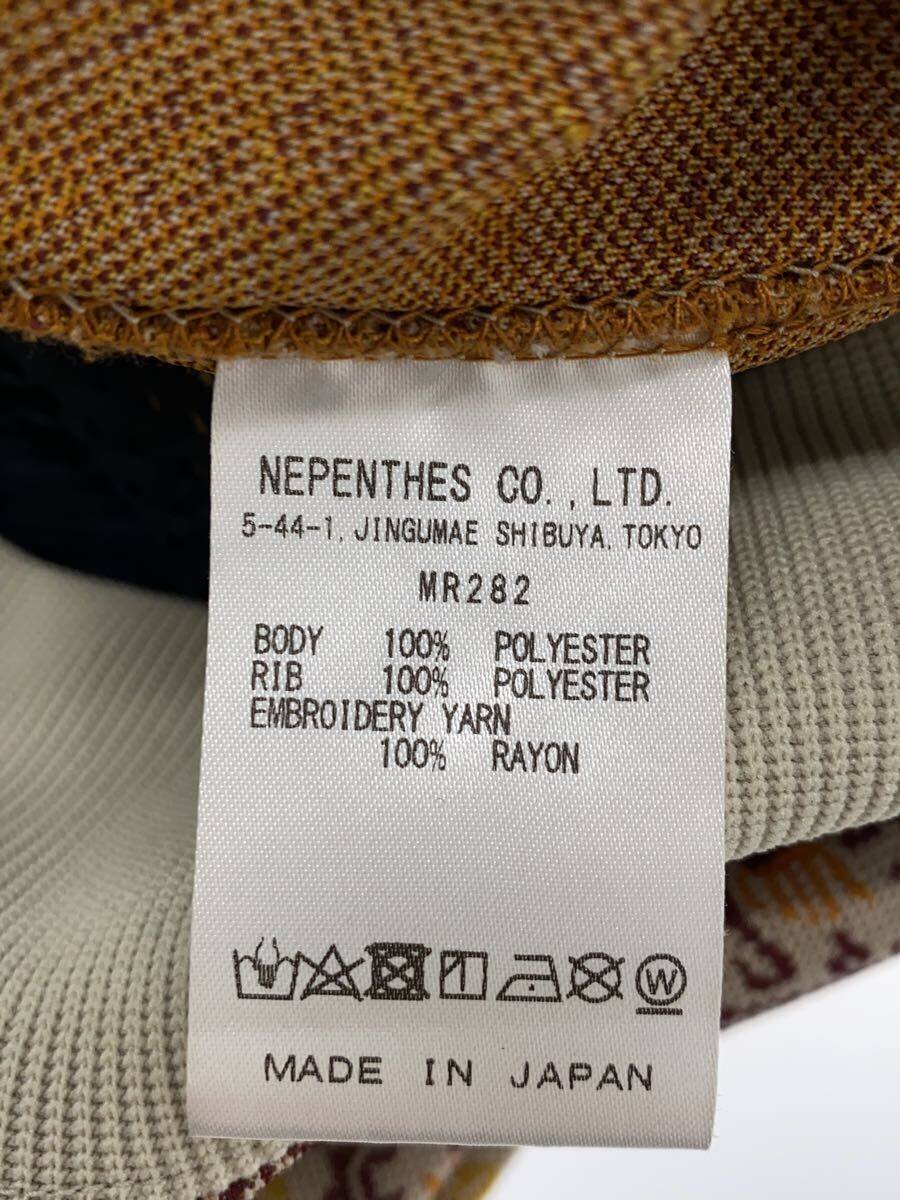 NEPENTHES CO.,LTD.
5-44-1, JINGUMAE SHIBUYA, TOKYO
MR282
BODY 100% POLYESTER
RIB 100% POLYESTER
EMBROIDERY YARN
100% RAYON
W
MADE IN JAPAN